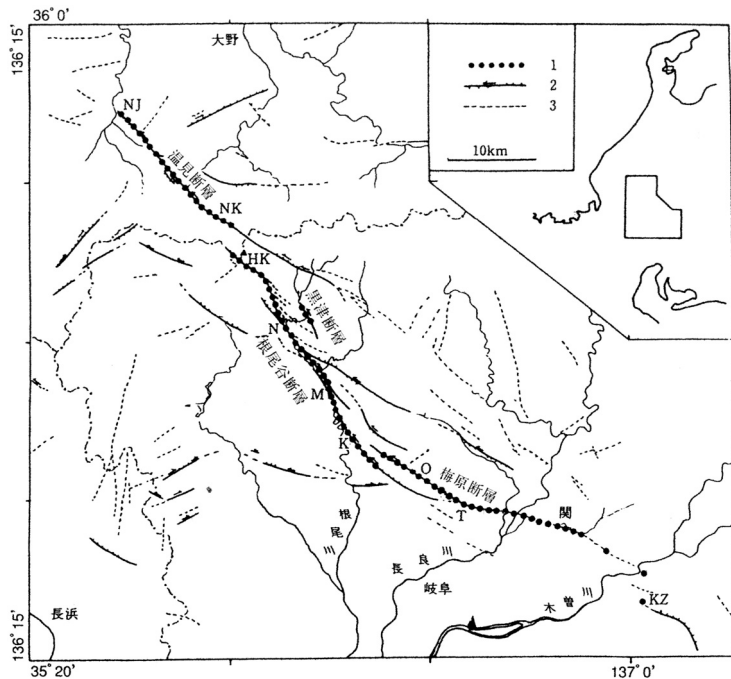 36° 0′
136° 15′
大野
1
2
3
10km
NJ
温見断層
NK
HK
黒津断層
N
根尾谷断層
M
K
O
梅原断層
T
関
根尾川
長良川
岐阜
木曽川
KZ
長浜
136° 15′
35° 20′
137° 0′